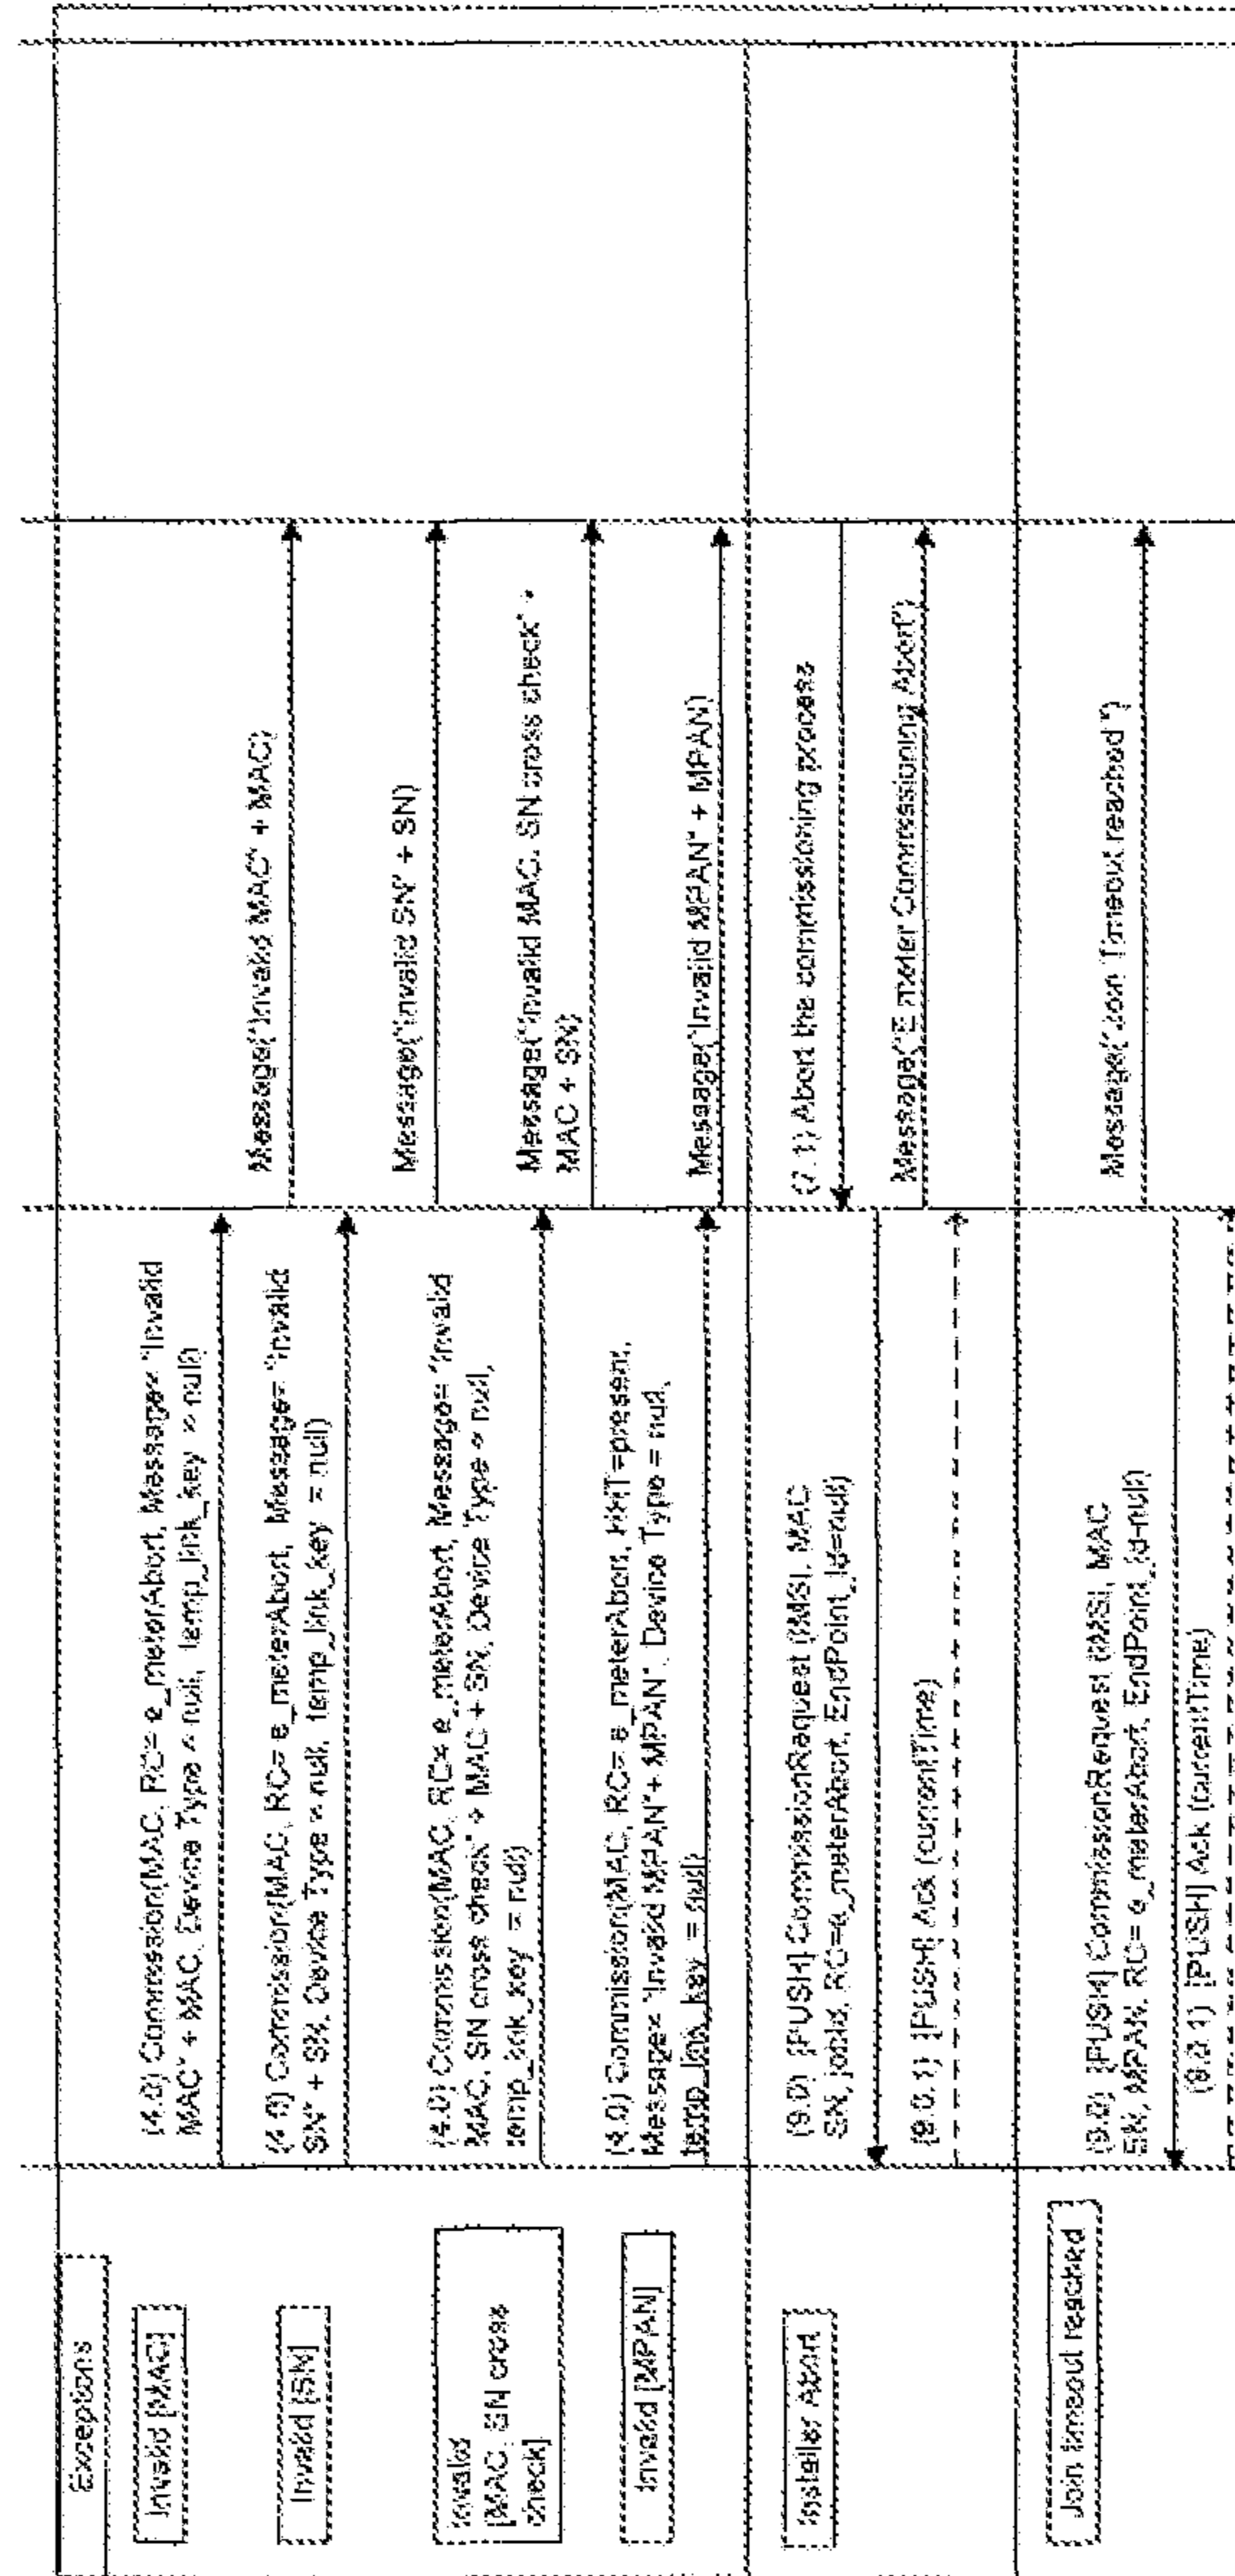 Exceptions
Invalid [MAC]
(4.0) Commission(MAC, RC= e_meterAbort, Message= "Invalid
MAC" + MAC, Device Type = null, temp_link_key = null)
Message("Invalid MAC" + MAC)
Invalid [SN]
(4.0) Commission(MAC, RC= e_meterAbort, Message= "Invalid
SN" + SN, Device Type = null, temp_link_key = null)
Message("Invalid SN" + SN)
Invalid
[MAC, SN cross
check]
(4.0) Commission(MAC, RC= e_meterAbort, Message= "Invalid
MAC, SN cross check" + MAC + SN, Device Type = null,
temp_link_key = null)
Message("Invalid MAC, SN cross check" +
MAC + SN)
Invalid [MPAN]
(4.0) Commission(MAC, RC= e_meterAbort, HHT=present,
Message= "Invalid MPAN"+ MPAN", Device Type = null,
temp_link_key = null)
Message("Invalid MPAN" + MPAN)
Installer Abort
(7.1) Abort the commissioning process
(9.0) [PUSH] CommissionRequest (IMSI, MAC
SN, jobId, RC=e_meterAbort, EndPoint_Id=null)
Message("E meter Commissioning Abort")
(9.0.1) [PUSH] Ack (currentTime)
Join timeout reached
(9.0) [PUSH] CommissionRequest (IMSI, MAC
SN, MPAN, RC= e_meterAbort, EndPoint_Id-null)
Message("Join Timeout reached")
(9.0.1) [PUSH] Ack (currentTime)